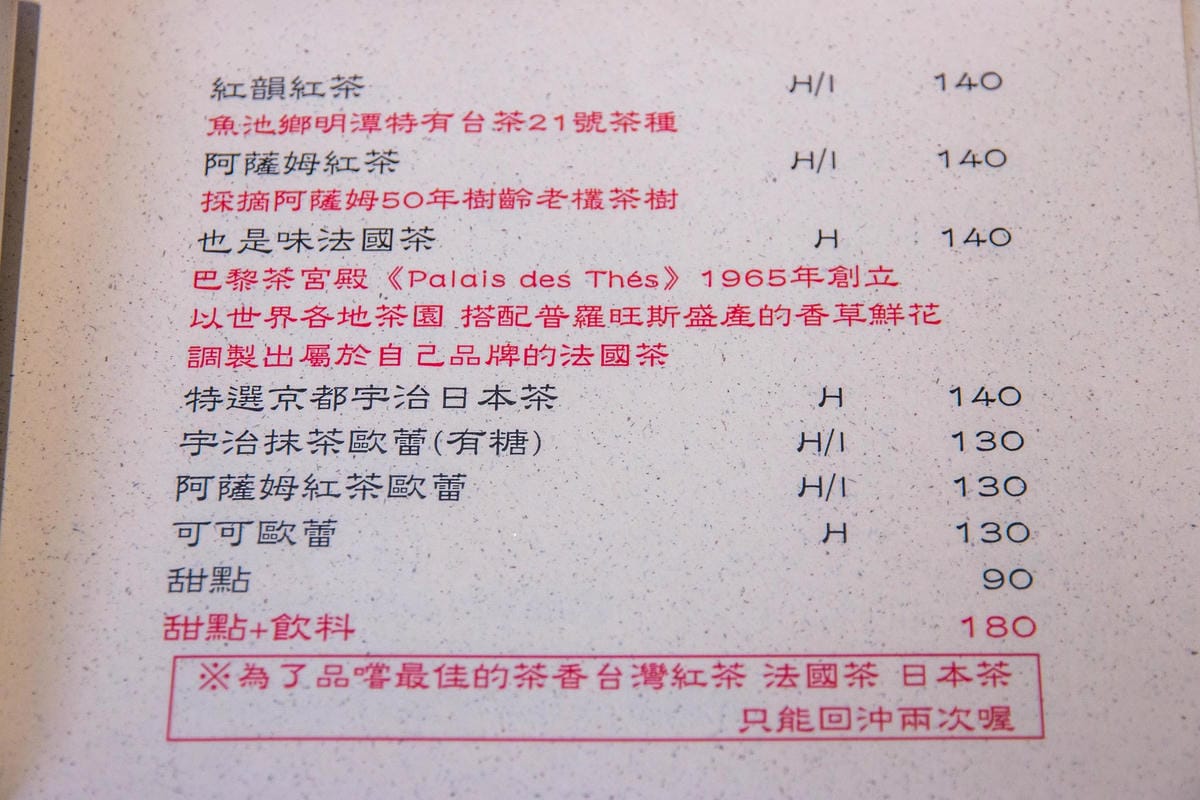 紅韻紅茶 H/I 140
魚池鄉明潭特有台茶21號茶種
阿薩姆紅茶 H/I 140
採摘阿薩姆50年樹齡老欉茶樹
也是味法國茶 H 140
巴黎茶宮殿《Palais des Thés》1965年創立
以世界各地茶園 搭配普羅旺斯盛產的香草鮮花
調製出屬於自己品牌的法國茶
特選京都宇治日本茶 H 140
宇治抹茶歐蕾(有糖) H/I 130
阿薩姆紅茶歐蕾 H/I 130
可可歐蕾 H 130
甜點 90
甜點+飲料 180
※為了品嚐最佳的茶香台灣紅茶 法國茶 日本茶
只能回沖兩次喔